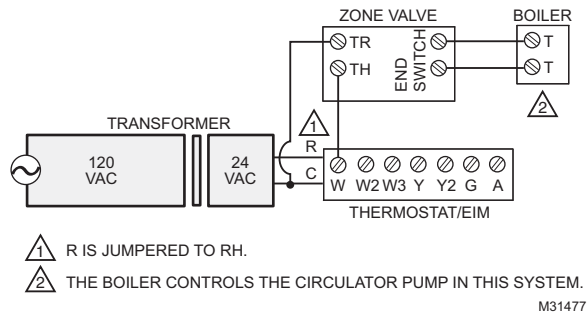 ZONE VALVE
BOILER
TR
TH
END
SWITCH
T
T
2
TRANSFORMER
1
120
VAC
24
VAC
R
C
W W2 W3 Y Y2 G A
THERMOSTAT/EIM
1 R IS JUMPERED TO RH.
2 THE BOILER CONTROLS THE CIRCULATOR PUMP IN THIS SYSTEM.
M31477